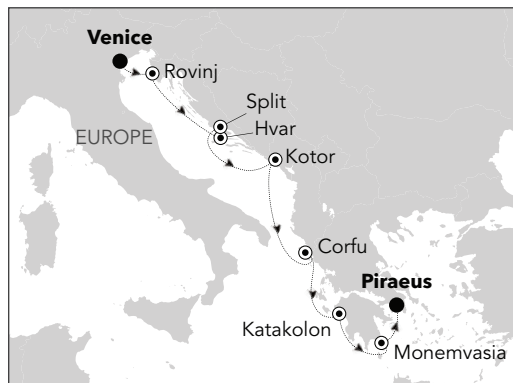 Venice
Rovinj
Split
Hvar
EUROPE
Kotor
Corfu
Piraeus
Katakolon
Monemvasia